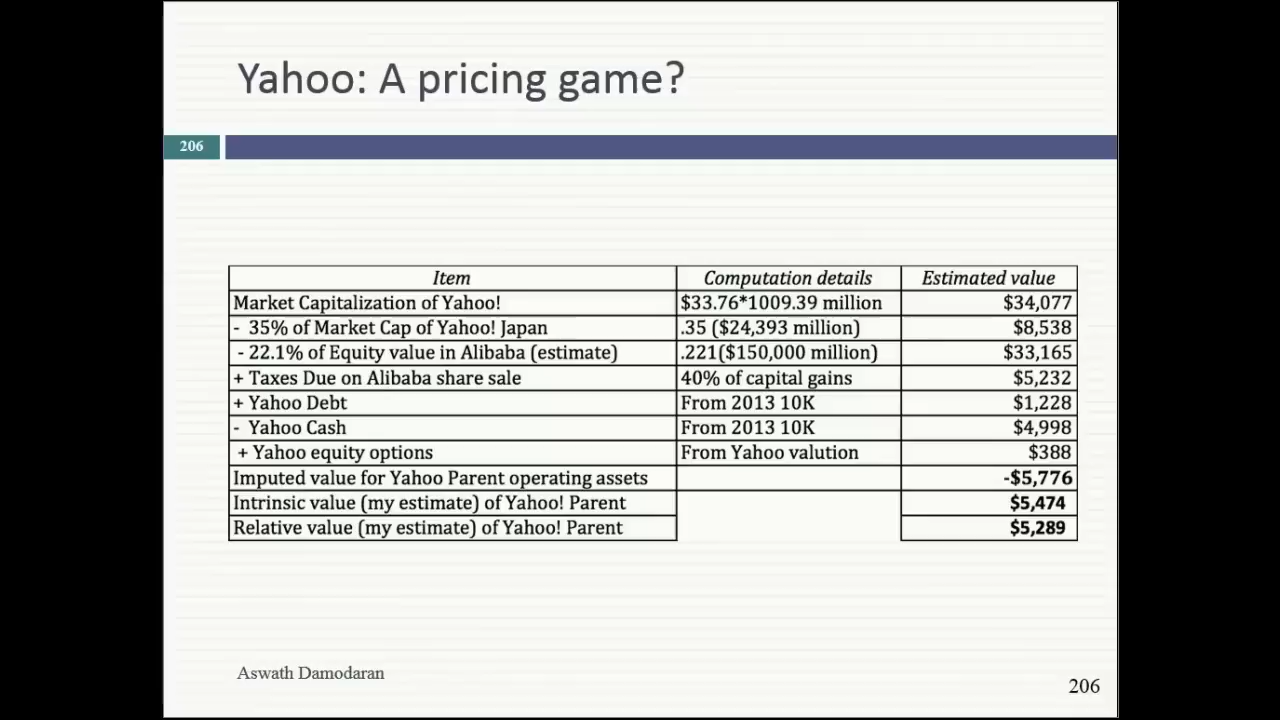 Yahoo: A pricing game?
206
Item Computation details Estimated value
Market Capitalization of Yahoo! $33.76*1009.39 million $34,077
- 35% of Market Cap of Yahoo! Japan .35 ($24,393 million) $8,538
- 22.1% of Equity value in Alibaba (estimate) .221($150,000 million) $33,165
+ Taxes Due on Alibaba share sale 40% of capital gains $5,232
+ Yahoo Debt From 2013 10K $1,228
- Yahoo Cash From 2013 10K $4,998
+ Yahoo equity options From Yahoo valution $388
Imputed value for Yahoo Parent operating assets -$5,776
Intrinsic value (my estimate) of Yahoo! Parent $5,474
Relative value (my estimate) of Yahoo! Parent $5,289
Aswath Damodaran
206